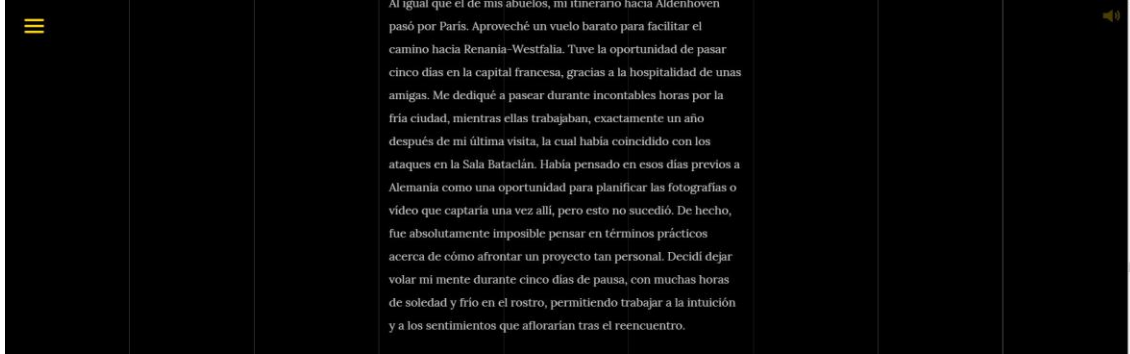 Al igual que el de mis abuelos, mi itinerario hacia Aldenhoven
pasó por París. Aproveché un vuelo barato para facilitar el
camino hacia Renania-Westfalia. Tuve la oportunidad de pasar
cinco días en la capital francesa, gracias a la hospitalidad de unas
amigas. Me dediqué a pasear durante incontables horas por la
fría ciudad, mientras ellas trabajaban, exactamente un año
después de mi última visita, la cual había coincidido con los
ataques en la Sala Bataclán. Había pensado en esos días previos a
Alemania como una oportunidad para planificar las fotografías o
vídeo que captaría una vez allí, pero esto no sucedió. De hecho,
fue absolutamente imposible pensar en términos prácticos
acerca de cómo afrontar un proyecto tan personal. Decidí dejar
volar mi mente durante cinco días de pausa, con muchas horas
de soledad y frío en el rostro, permitiendo trabajar a la intuición
y a los sentimientos que aflorarían tras el reencuentro.